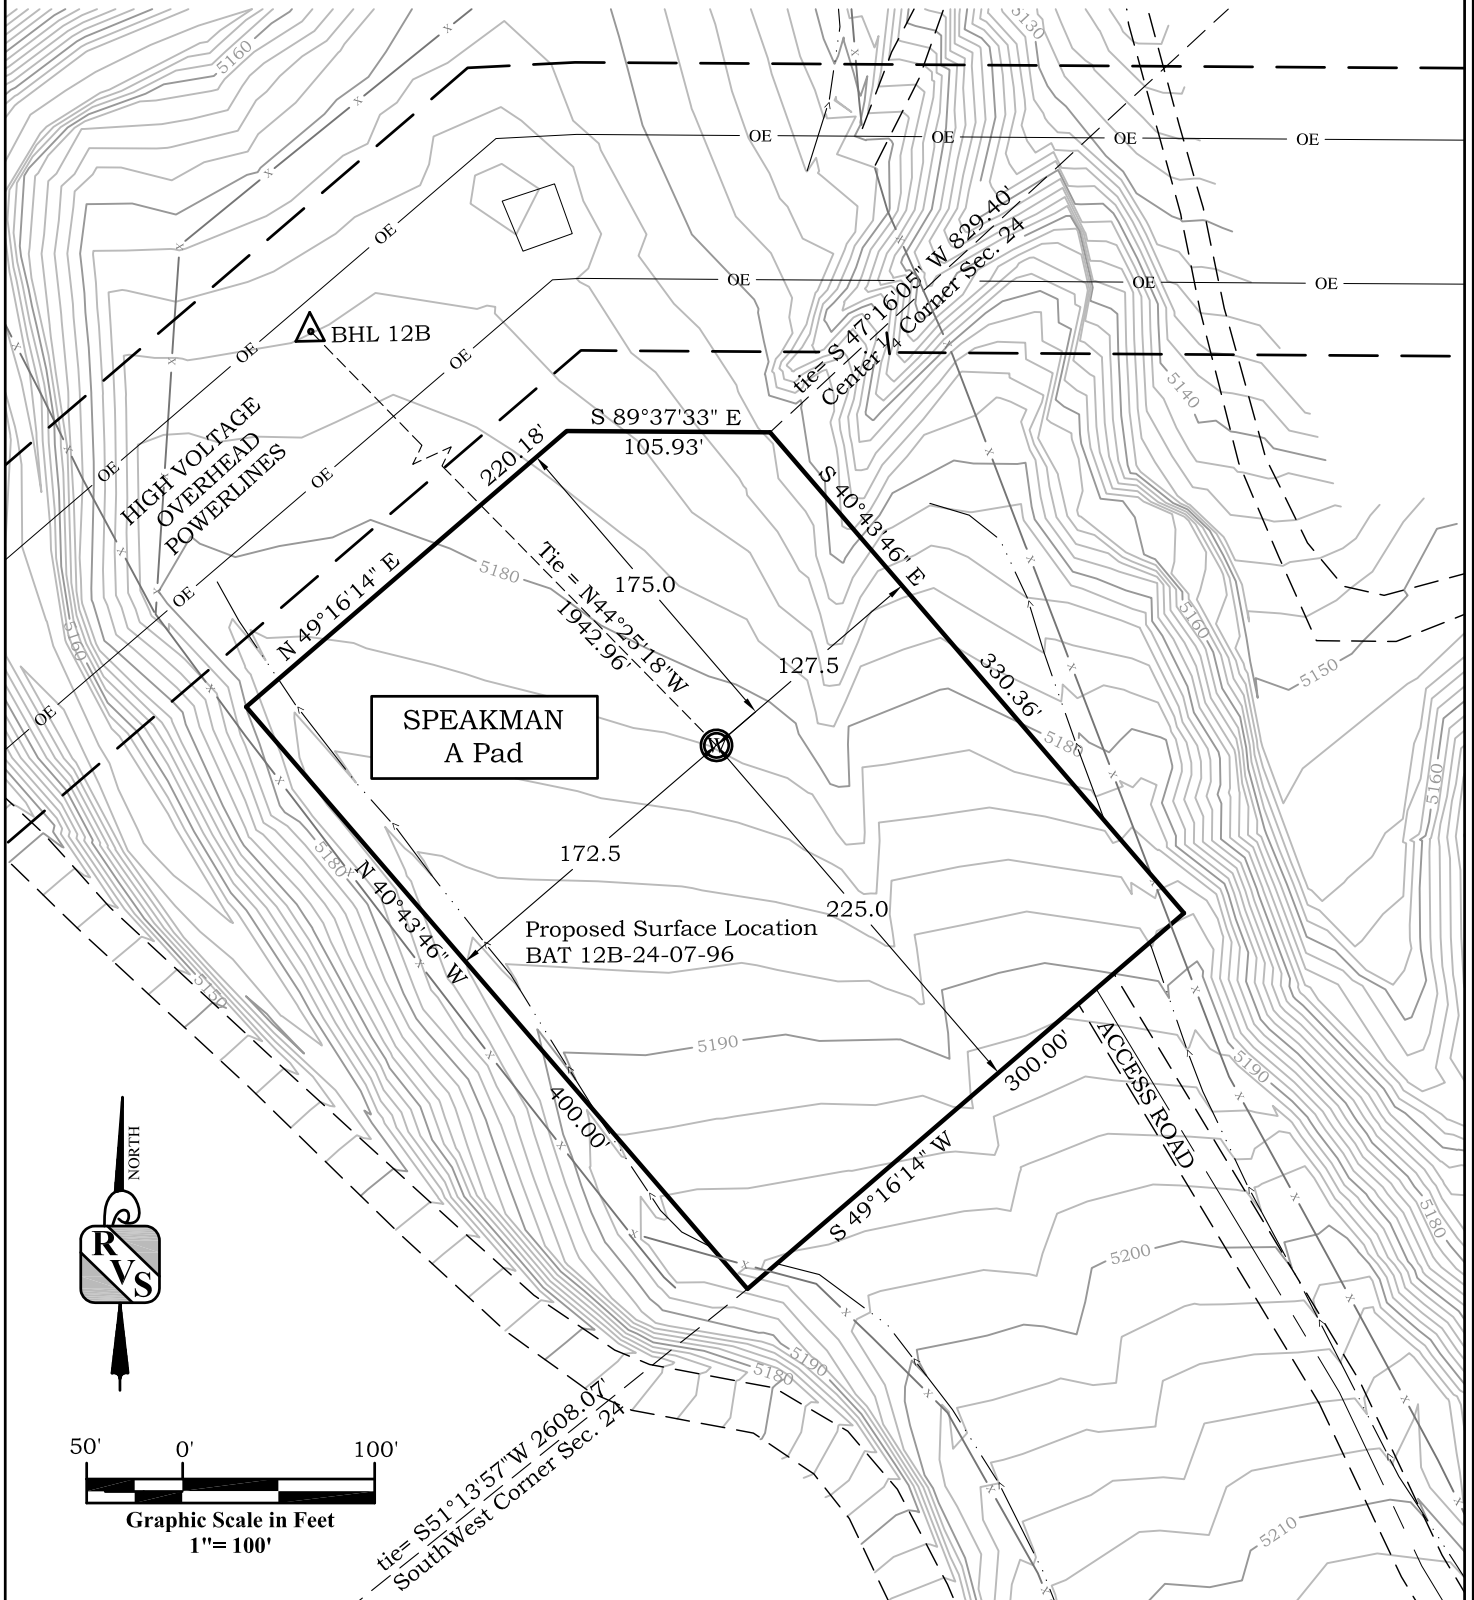 5160
5130
OE
OE
OE
OE
OE
OE
OE
OE
tie= S 47°16'05" W 829.40'
Center ¼ Corner Sec. 24
BHL 12B
OE
OE
5140
HIGH VOLTAGE
OVERHEAD
POWERLINES
S 89°37'33" E
105.93'
220.18'
OE
OE
S 40°43'46" E
5180
Tie = N44°25'18"W
1942.96'
175.0
N 49°16'14" E
OE
5160
5160
127.5
330.36'
5150
OE
SPEAKMAN
A Pad
W
5180
5160
172.5
5180
N 40°43'46" W
225.0
Proposed Surface Location
BAT 12B-24-07-96
5150
5190
300.00'
ACCESS ROAD
5190
400.00'
S 49°16'14" W
NORTH
R
V
S
5180
5200
5190
5180
tie= S51°13'57"W 2608.07'
SouthWest Corner Sec. 24
50' 0' 100'
Graphic Scale in Feet
1"= 100'
5210